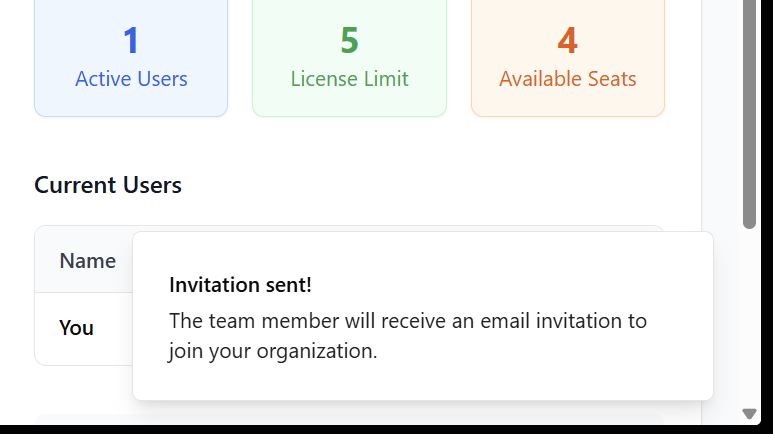 1
Active Users
5
License Limit
4
Available Seats
Current Users
Name
You
Invitation sent!
The team member will receive an email invitation to
join your organization.